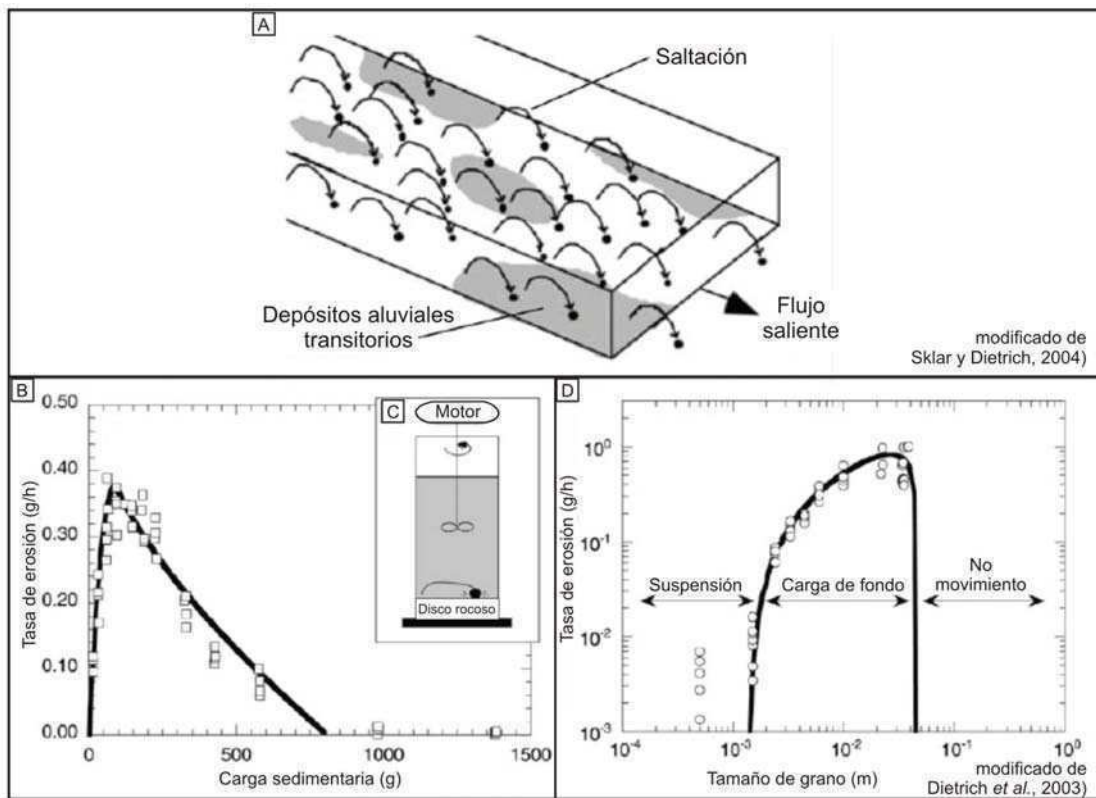 A
Saltación
Depósitos aluviales
transitorios
Flujo
saliente
modificado de
Sklar y Dietrich, 2004)
B
0.50
0.40
0.30
0.20
0.10
0.00
Tasa de erosión (g/h)
0
500
1000
1500
Carga sedimentaria (g)
C
Motor
Disco rocoso
D
10⁰
10⁻¹
10⁻²
10⁻³
Tasa de erosión (g/h)
Suspensión
Carga de fondo
No
movimiento
10⁻⁴
10⁻³
10⁻²
10⁻¹
10⁰
Tamaño de grano (m)
modificado de
Dietrich et al., 2003)